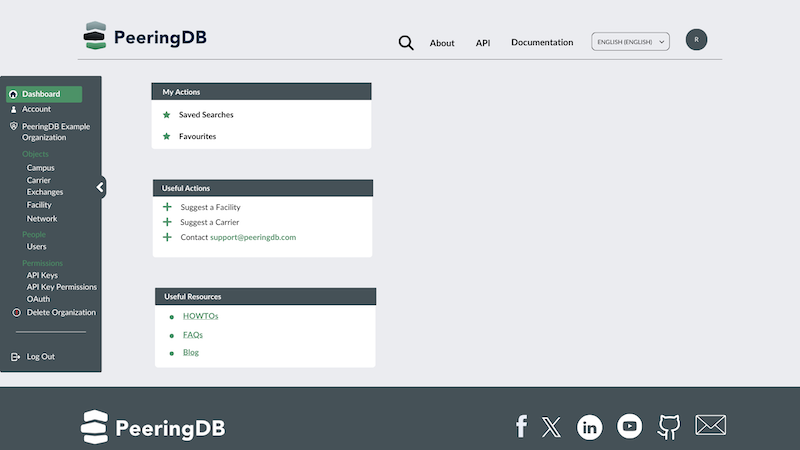 PeeringDB
About
API
Documentation
ENGLISH (ENGLISH)
R
Dashboard
Account
PeeringDB Example
Organization
Objects
Campus
Carrier
Exchanges
Facility
Network
People
Users
Permissions
API Keys
API Key Permissions
OAuth
Delete Organization
Log Out
My Actions
Saved Searches
Favourites
Useful Actions
Suggest a Facility
Suggest a Carrier
Contact support@peeringdb.com
Useful Resources
HOWTOs
FAQs
Blog
PeeringDB